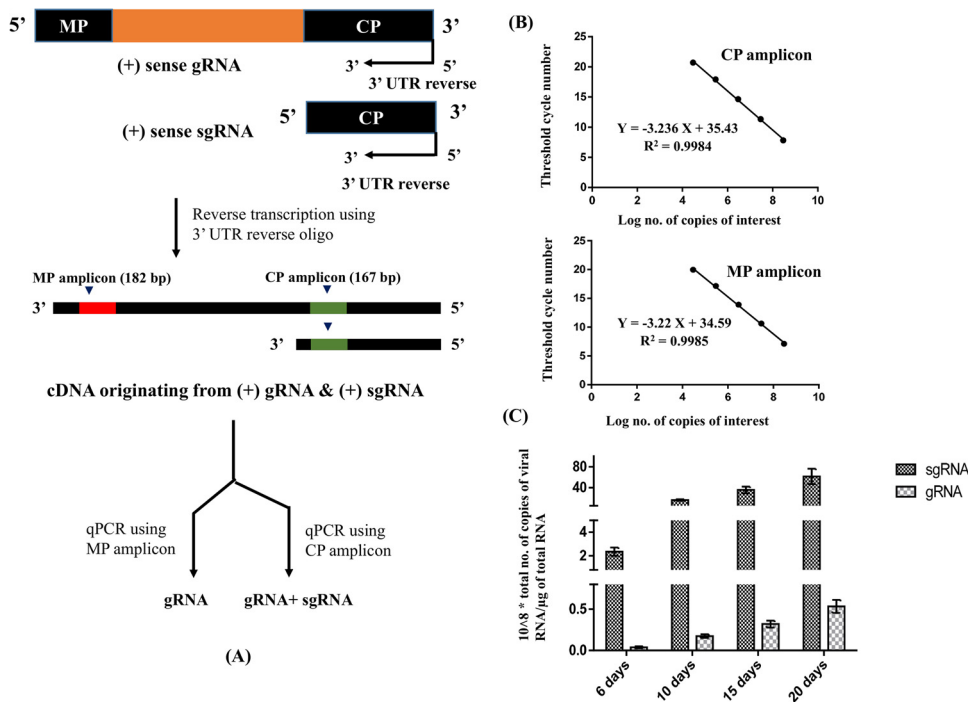 5’ MP CP 3’
(+) sense gRNA
3’ 5’
3’ UTR reverse
5’ CP 3’
(+) sense sgRNA
3’ 5’
3’ UTR reverse
Reverse transcription using
3’ UTR reverse oligo
MP amplicon (182 bp) CP amplicon (167 bp)
3’ 5’
5’
cDNA originating from (+) gRNA & (+) sgRNA
qPCR using
MP amplicon
qPCR using
CP amplicon
gRNA gRNA+ sgRNA
(A)
(B)
CP amplicon
Threshold cycle number
25
20
15
10
5
0
Y = -3.236 X + 35.43
R² = 0.9984
0 2 4 6 8 10
Log no. of copies of interest
MP amplicon
Threshold cycle number
25
20
15
10
5
0
Y = -3.22 X + 34.59
R² = 0.9985
0 2 4 6 8 10
Log no. of copies of interest
(C)
10^8 * total no. of copies of viral
RNA/µg of total RNA
80
40
4
2
0.5
0.0
6 days
10 days
15 days
20 days
sgRNA
gRNA